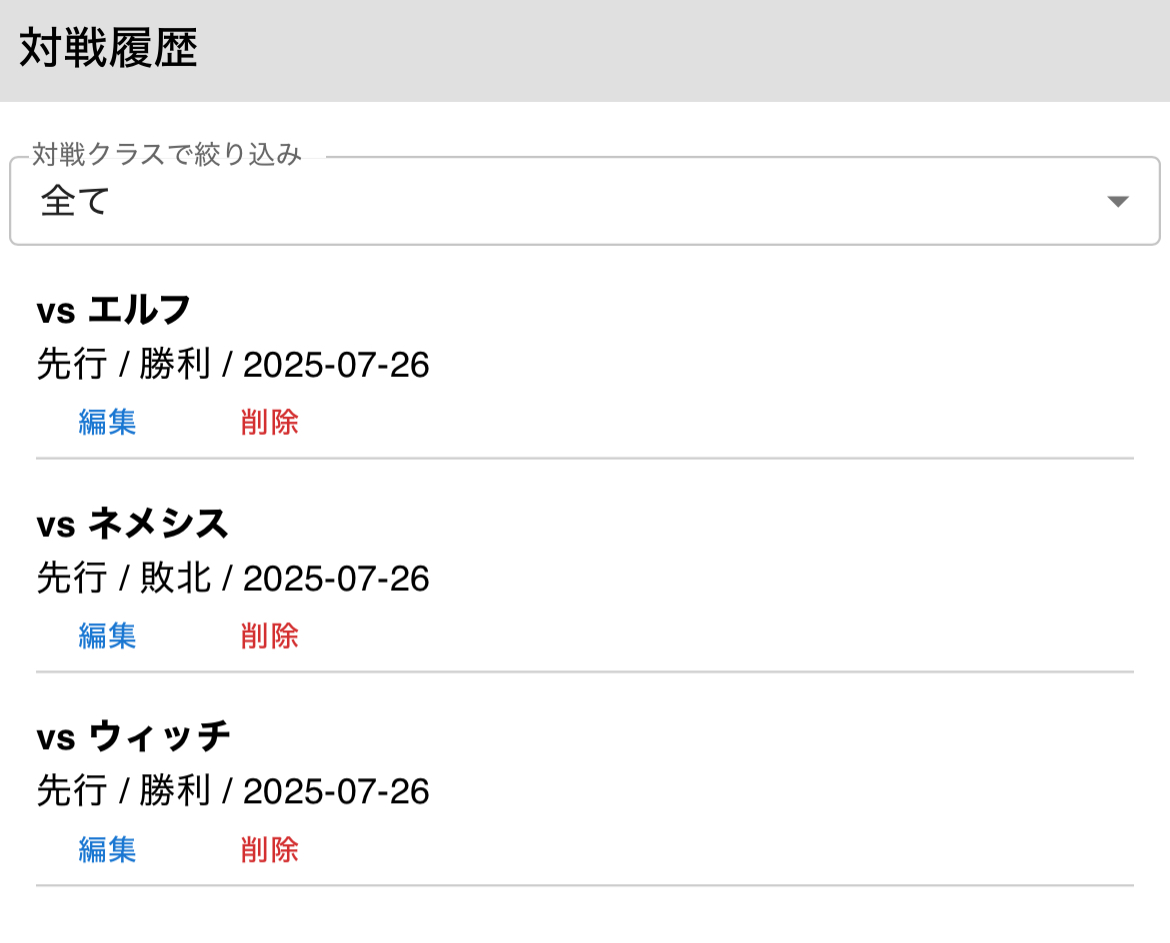 対戦履歴
対戦クラスで絞り込み
全て
vs エルフ
先行 / 勝利 / 2025-07-26
編集 削除
vs ネメシス
先行 / 敗北 / 2025-07-26
編集 削除
vs ウィッチ
先行 / 勝利 / 2025-07-26
編集 削除